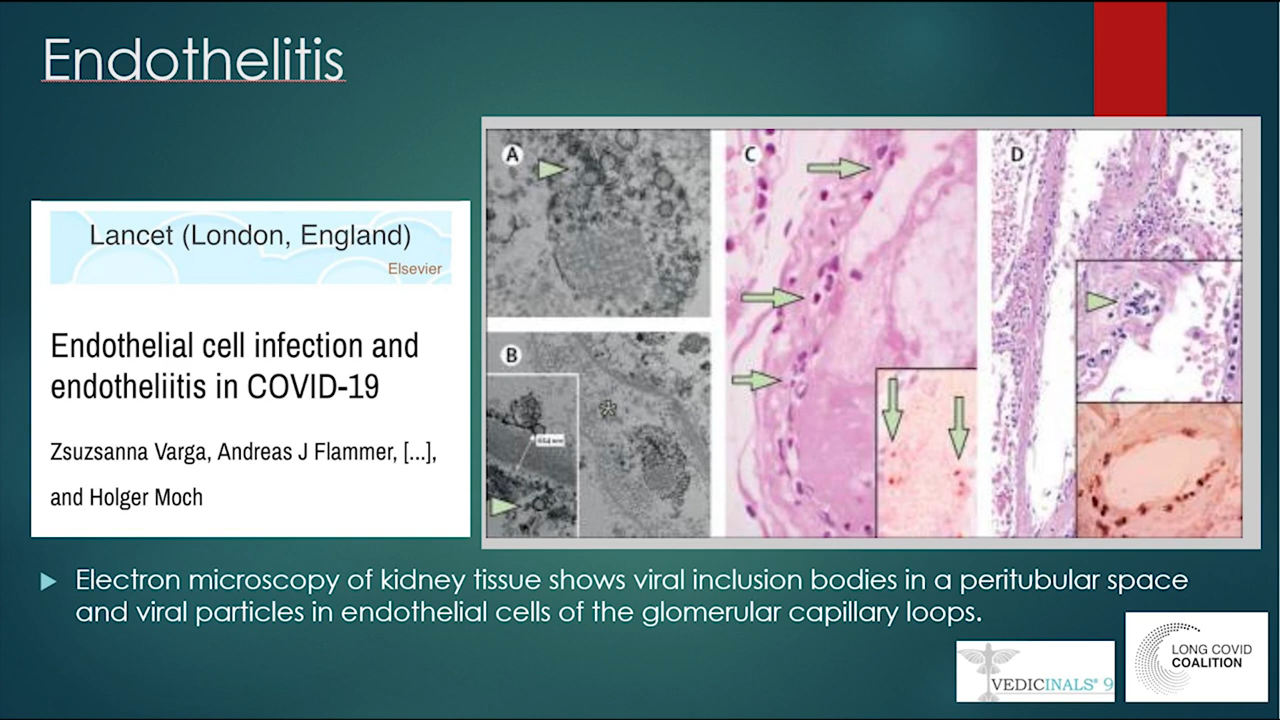 Endothelitis
Lancet (London, England)
Elsevier
Endothelial cell infection and
endotheliitis in COVID-19
Zsuzsanna Varga, Andreas J Flammer, [...],
and Holger Moch
A
B
C
D
Electron microscopy of kidney tissue shows viral inclusion bodies in a peritubular space
and viral particles in endothelial cells of the glomerular capillary loops.
VEDICINALS® 9
LONG COVID
COALITION